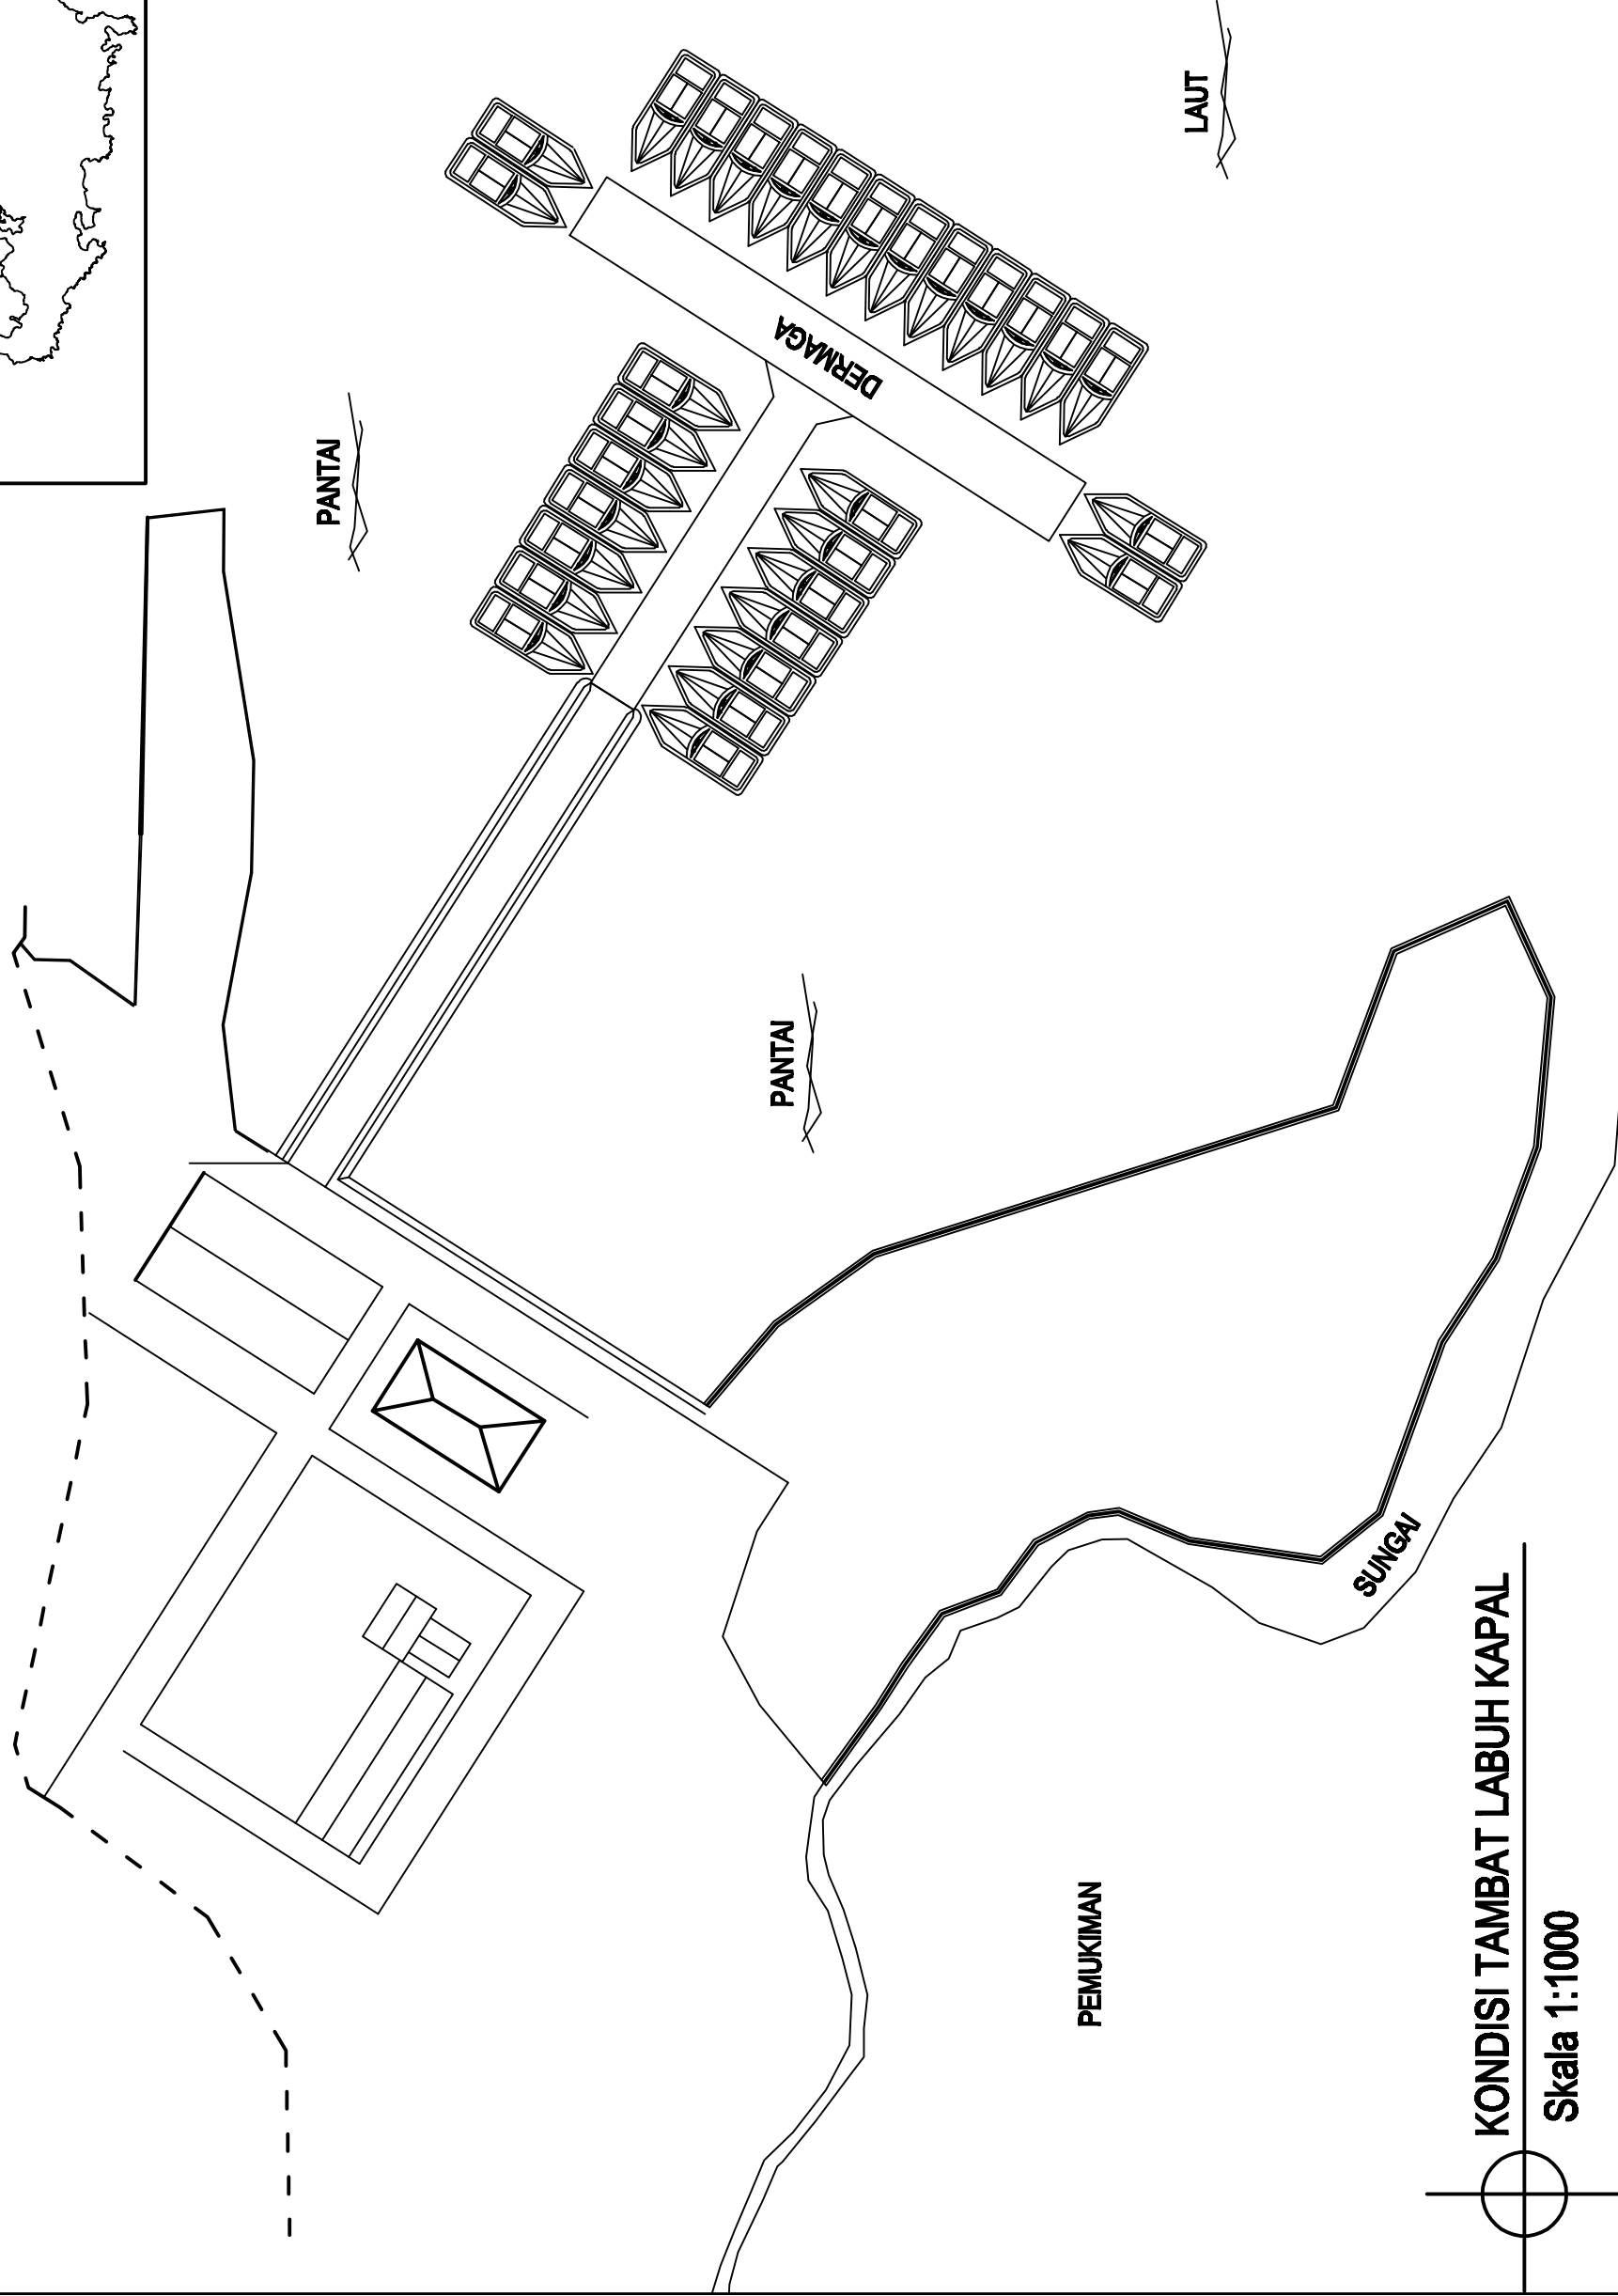 PANTAI
LAUT
DERMAGA
PANTAI
SUNGAI
PEMUKIMAN
KONDISI TAMBAT LABUH KAPAL
Skala 1:1000